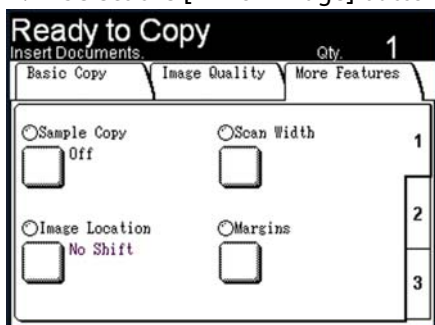 Ready to Copy
Insert Documents. Qty. 1
Basic Copy Image Quality More Features
Sample Copy Scan Width 1
Off
2
Image Location Margins
No Shift
3